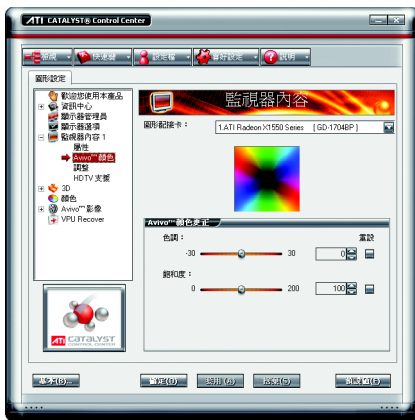 ATI CATALYST® Control Center
檢視 快速鍵 設定檔 喜好設定 說明
圖形設定
歡迎您使用本產品
資訊中心
顯示器管理員
顯示器選項
監視器內容 1
屬性
Avivo™ 顏色
調整
HDTV 支援
3D
顏色
Avivo™ 影像
VPU Recover
ATI CATALYST
CONTROL CENTER
監視器內容
圖形配接卡：
1.ATI Radeon X1550 Series [ GD-1704BP ]
Avivo™ 顏色更正
色調： 重設
-30 30 0
飽和度：
0 200 100
基本(B)... 確定(O) 套用 (A) 捨棄(S) 預設值(E)